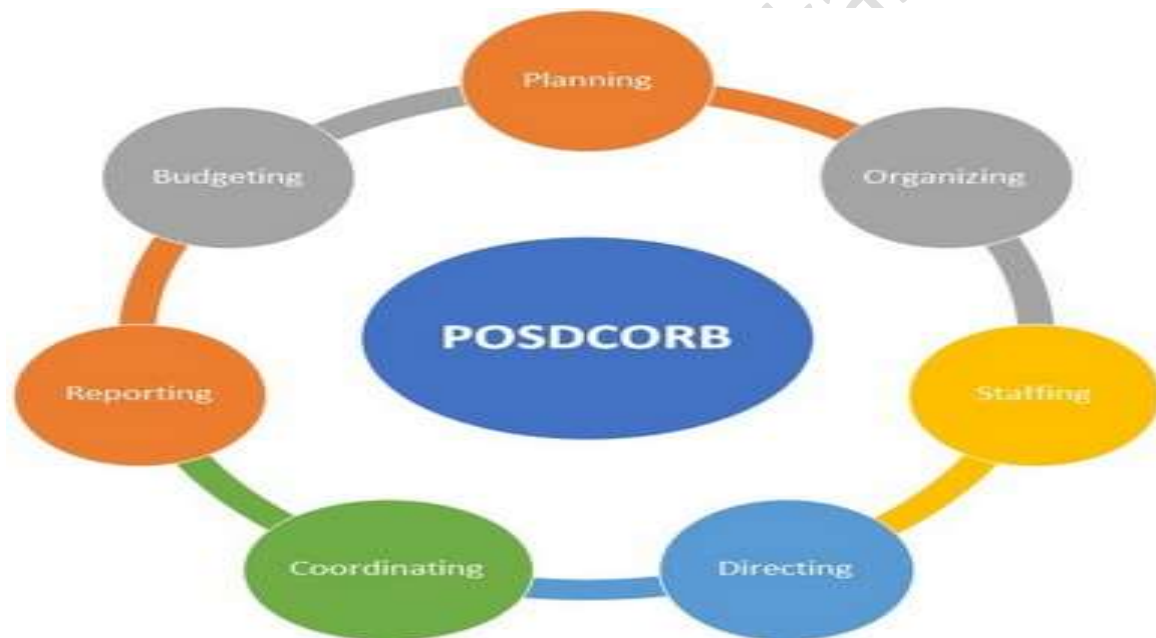 Planning
Organizing
Staffing
Directing
Coordinating
Reporting
Budgeting
POSDCORB